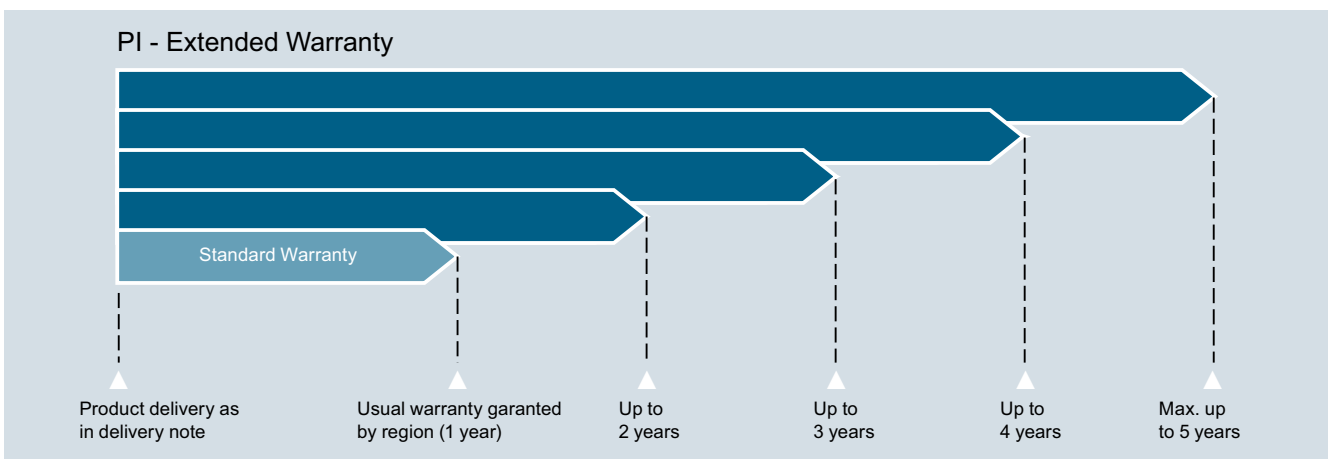 PI - Extended Warranty
Standard Warranty
Product delivery as
in delivery note
Usual warranty garanted
by region (1 year)
Up to
2 years
Up to
3 years
Up to
4 years
Max. up
to 5 years